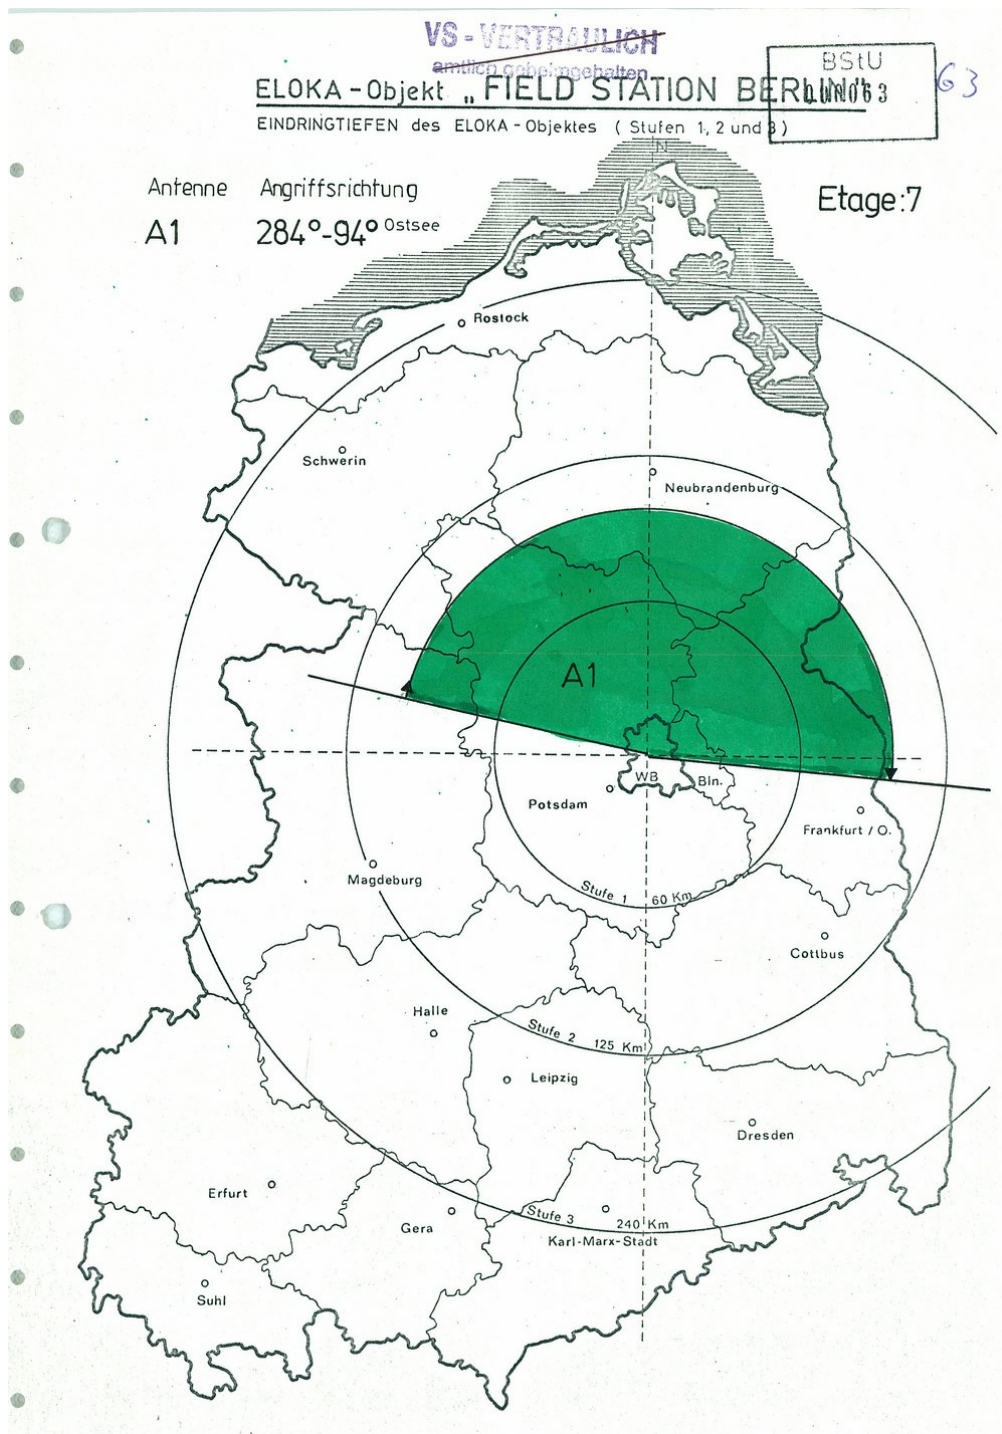 VS-VERTRAULICH
amtlich geheimgehalten
BStU
000063
63
ELOKA-Objekt „FIELD STATION BERLIN“
EINDRINGTIEFEN des ELOKA-Objektes (Stufen 1, 2 und 3)
N
Antenne Angriffsrichtung
Etage:7
A1 284°-94° Ostsee
Rostock
Schwerin
Neubrandenburg
A1
WB
Bln.
Potsdam
Frankfurt / O.
Magdeburg
Stufe 1 60 Km
Cottbus
Halle
Stufe 2 125 Km
Leipzig
Dresden
Erfurt
Gera
Stufe 3 240 Km
Karl-Marx-Stadt
Suhl